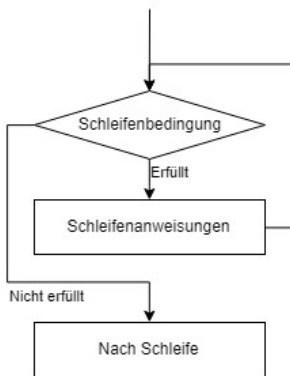 Schleifenbedingung
Erfüllt
Schleifenanweisungen
Nicht erfüllt
Nach Schleife